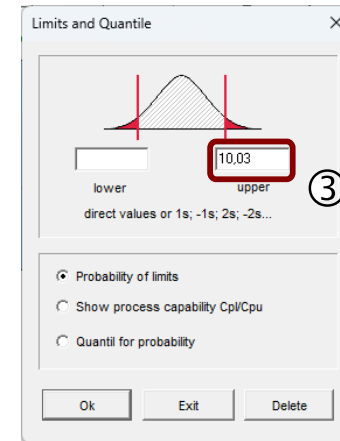 Limits and Quantile
10,03
lower upper
direct values or 1s; -1s; 2s; -2s...
③
Probability of limits
Show process capability Cpl/Cpu
Quantil for probability
Ok Exit Delete